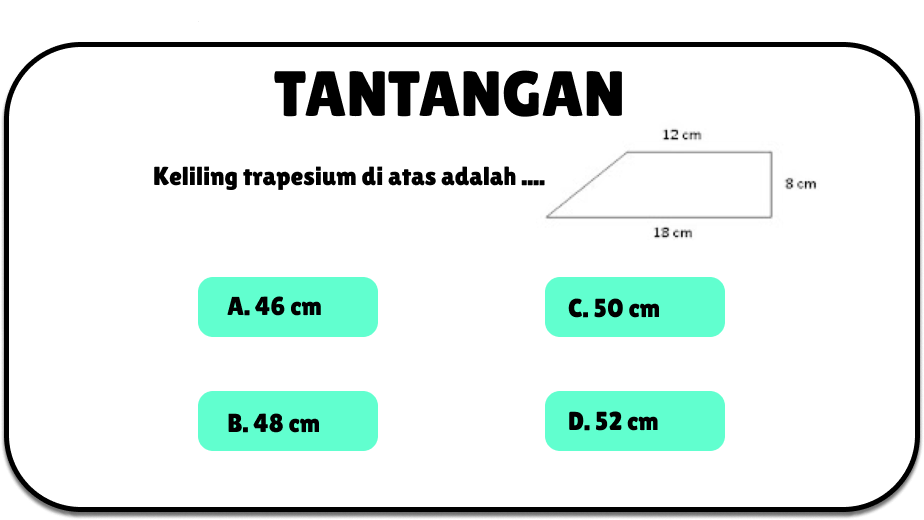 TANTANGAN
12 cm
Keliling trapesium di atas adalah ....
8 cm
18 cm
A. 46 cm
C. 50 cm
B. 48 cm
D. 52 cm